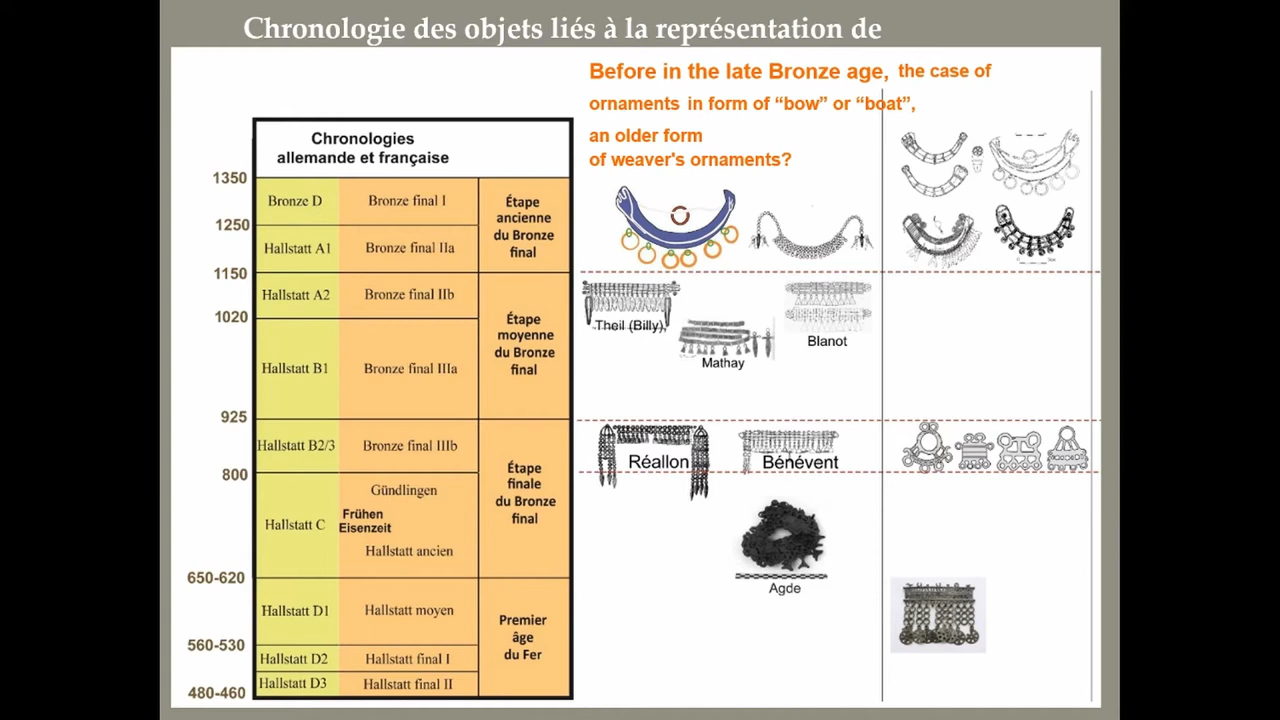 Chronologie des objets liés à la représentation de
Before in the late Bronze age, the case of
ornaments in form of “bow” or “boat”,
an older form
of weaver's ornaments?
Chronologies
allemande et française
1350
Bronze D
Bronze final I
Étape
ancienne
du Bronze
final
1250
Hallstatt A1
Bronze final IIa
1150
Hallstatt A2
Bronze final IIb
1020
Étape
moyenne
du Bronze
final
Hallstatt B1
Bronze final IIIa
925
Hallstatt B2/3
Bronze final IIIb
800
Étape
finale
du Bronze
final
Gündlingen
Hallstatt C
Frühen
Eisenzeit
Hallstatt ancien
650-620
Hallstatt D1
Hallstatt moyen
Premier
âge
du Fer
560-530
Hallstatt D2
Hallstatt final I
Hallstatt D3
Hallstatt final II
480-460
Theil (Billy),
Mathay
Blanot
Réallon
Bénévent
Agde